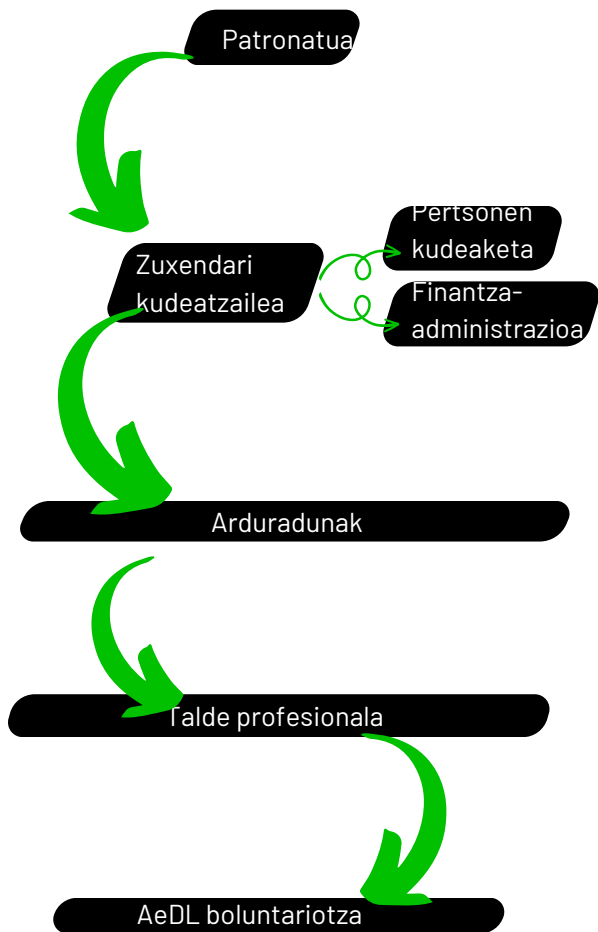 Patronatua
Zuxendari
kudeatzailea
Pertsonen
kudeaketa
Finantza-
administrazioa
Arduradunak
Talde profesionala
AeDL boluntariotza